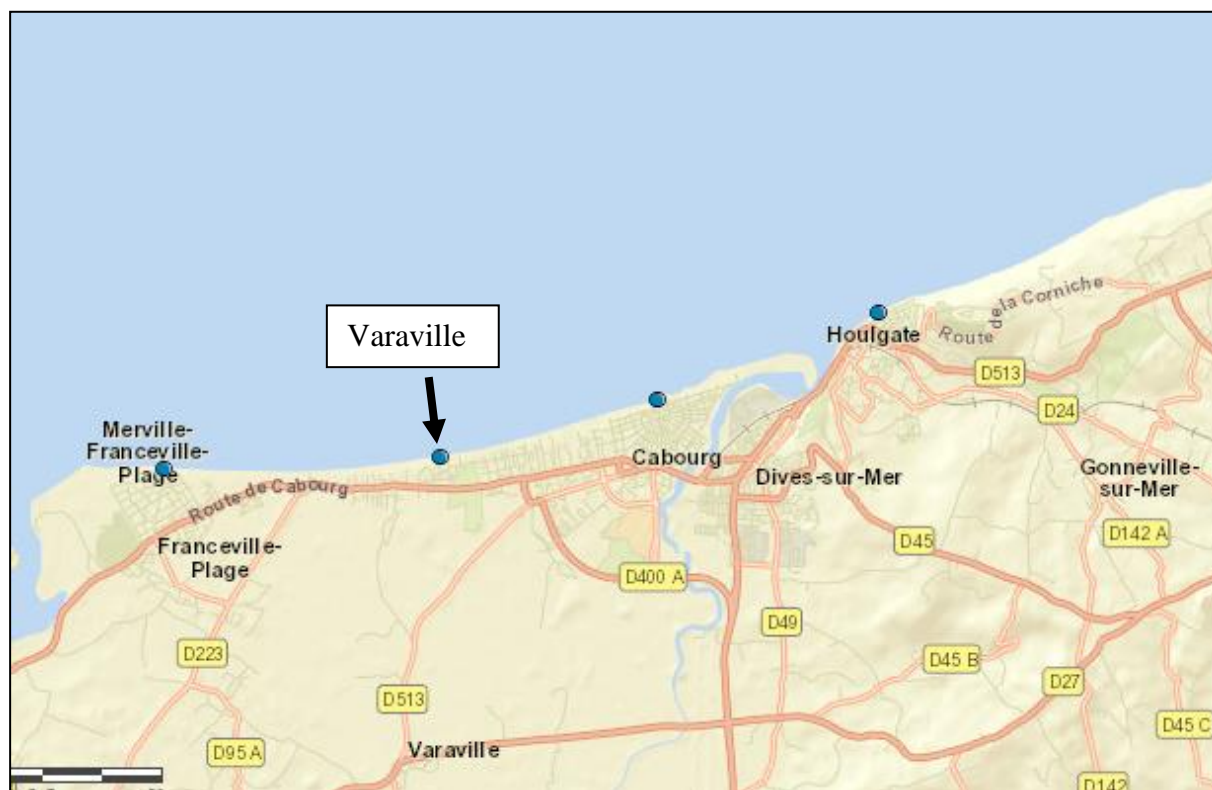 Varaville
Route de la Corniche
Houlgate
D513
D24
Merville-
Franceville-
Plage
Route de Cabourg
Cabourg
Dives-sur-Mer
Gonneville-
sur-Mer
D142 A
D45
Franceville-
Plage
D400 A
D49
D223
D45 B
D27
D513
D45 C
D95 A
Varaville
D142